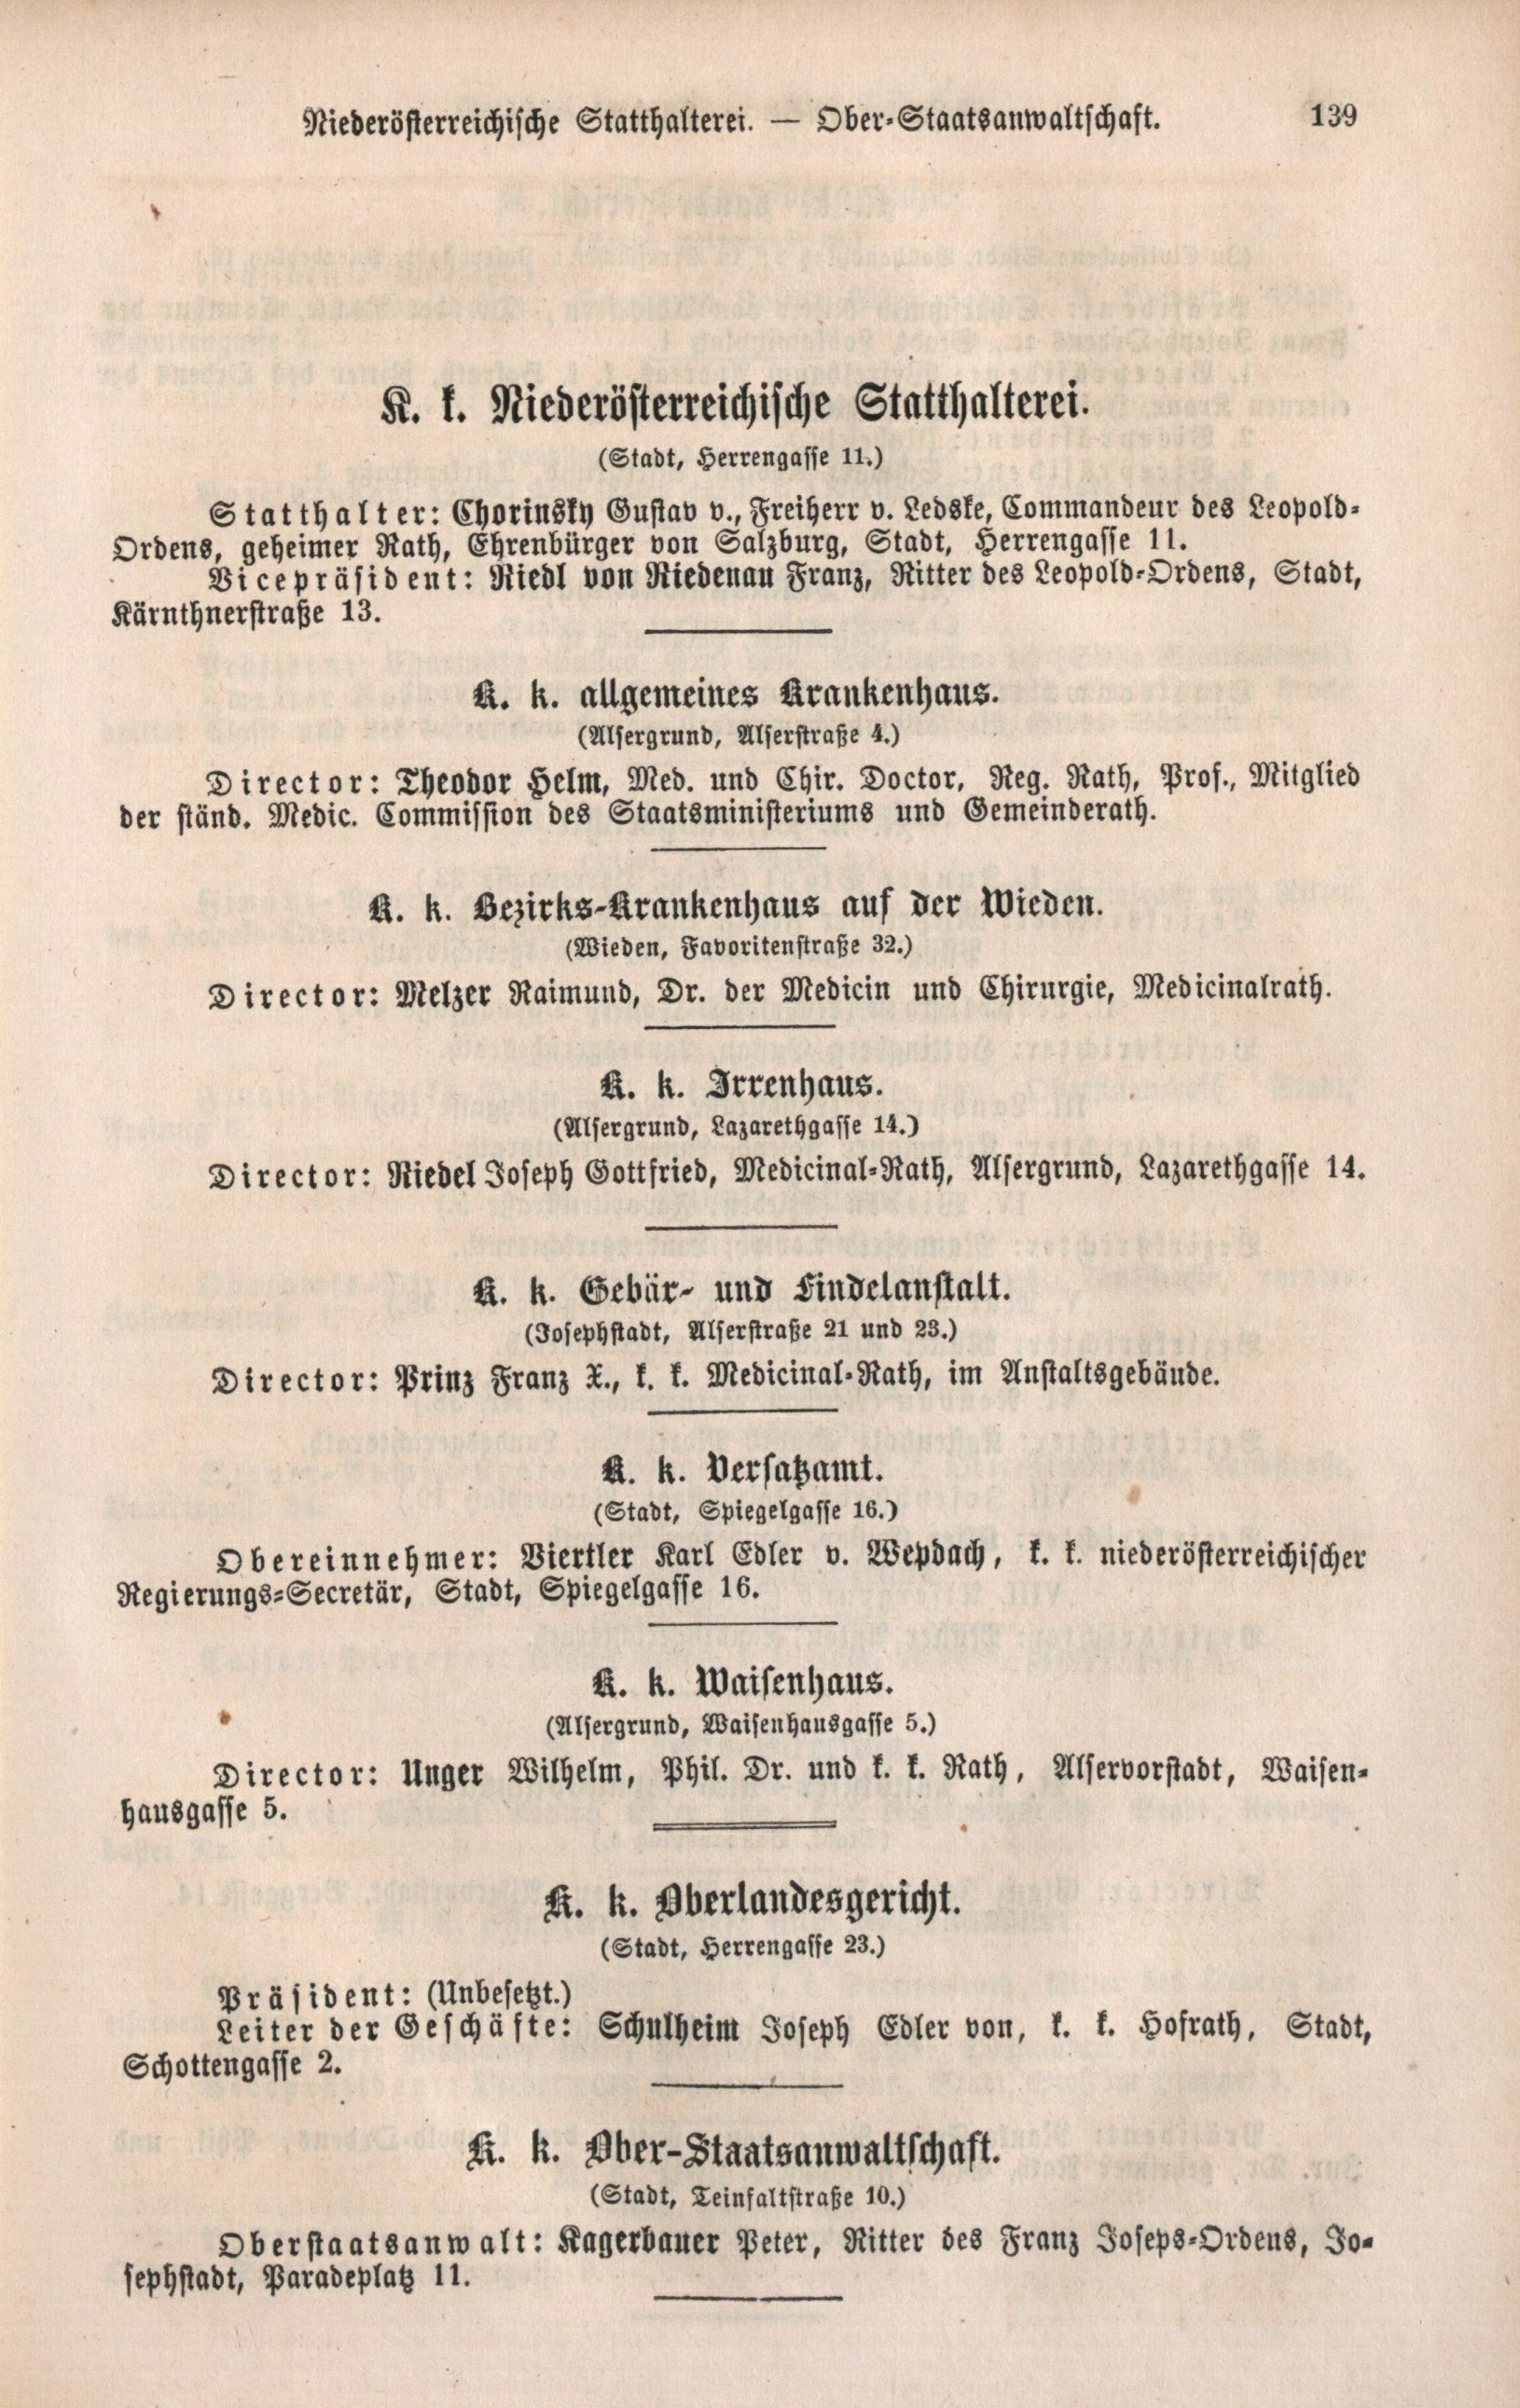 Niederösterreichische Statthalterei. — Ober-Staatsanwaltschaft. 139
K. k. Niederösterreichische Statthalterei.
(Stadt, Herrengasse 11.)
Statthalter: Chorinsky Gustav v., Freiherr v. Ledske, Commandeur des Leopold-
Ordens, geheimer Rath, Ehrenbürger von Salzburg, Stadt, Herrengasse 11.
Vicepräsident: Riedl von Riedenau Franz, Ritter des Leopold-Ordens, Stadt,
Kärnthnerstraße 13.
K. k. allgemeines Krankenhaus.
(Alsergrund, Alserstraße 4.)
Director: Theodor Helm, Med. und Chir. Doctor, Reg. Rath, Prof., Mitglied
der ständ. Medic. Commission des Staatsministeriums und Gemeinderath.
K. k. Bezirks-Krankenhaus auf der Wieden.
(Wieden, Favoritenstraße 32.)
Director: Melzer Raimund, Dr. der Medicin und Chirurgie, Medicinalrath.
K. k. Irrenhaus.
(Alsergrund, Lazarethgasse 14.)
Director: Riedel Joseph Gottfried, Medicinal-Rath, Alsergrund, Lazarethgasse 14.
K. k. Gebär- und Findelanstalt.
(Josephstadt, Alserstraße 21 und 23.)
Director: Prinz Franz X., k. k. Medicinal-Rath, im Anstaltsgebäude.
K. k. Versatzamt.
(Stadt, Spiegelgasse 16.)
Obereinnehmer: Viertler Karl Edler v. Wepdach, k. k. niederösterreichischer
Regierungs-Secretär, Stadt, Spiegelgasse 16.
K. k. Waisenhaus.
(Alsergrund, Waisenhausgasse 5.)
Director: Unger Wilhelm, Phil. Dr. und k. k. Rath, Alservorstadt, Waisen-
hausgasse 5.
K. k. Oberlandesgericht.
(Stadt, Herrengasse 23.)
Präsident: (Unbesetzt.)
Leiter der Geschäfte: Schulheim Joseph Edler von, k. k. Hofrath, Stadt,
Schottengasse 2.
K. k. Ober-Staatsanwaltschaft.
(Stadt, Teinfaltstraße 10.)
Oberstaatsanwalt: Kagerbauer Peter, Ritter des Franz Joseps-Ordens, Jo-
sephstadt, Paradeplatz 11.